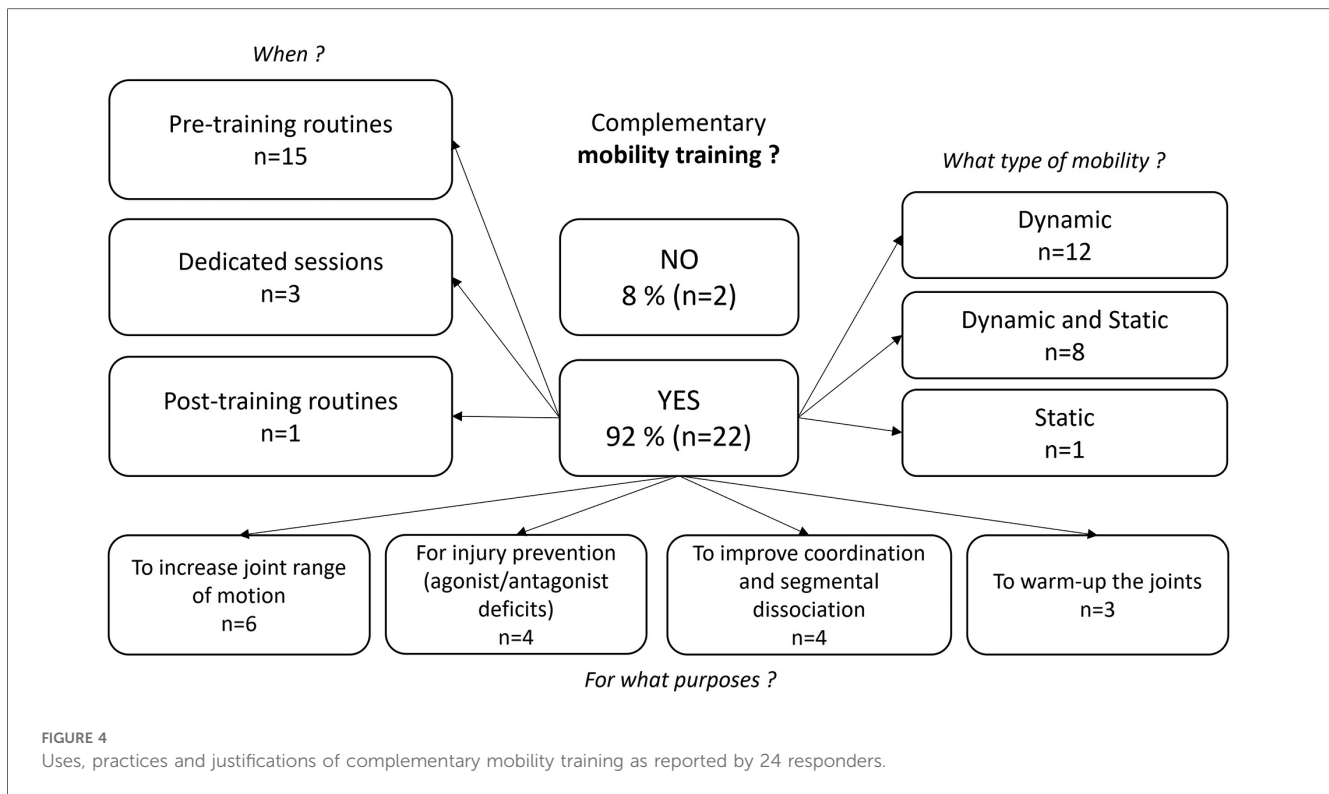 When ?
Pre-training routines
n=15
Dedicated sessions
n=3
Post-training routines
n=1
Complementary
mobility training ?
NO
8 % (n=2)
YES
92 % (n=22)
What type of mobility ?
Dynamic
n=12
Dynamic and Static
n=8
Static
n=1
To increase joint range
of motion
n=6
For injury prevention
(agonist/antagonist
deficits)
n=4
To improve coordination
and segmental
dissociation
n=4
To warm-up the joints
n=3
For what purposes ?
FIGURE 4
Uses, practices and justifications of complementary mobility training as reported by 24 responders.